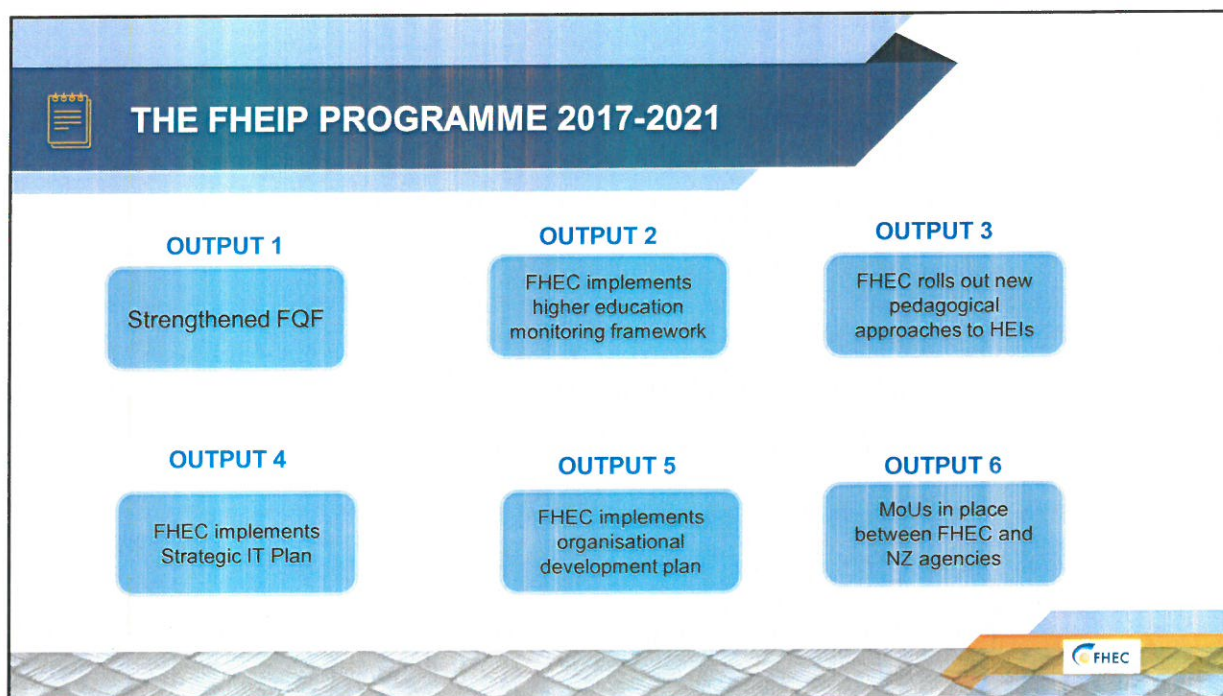 THE FHEIP PROGRAMME 2017-2021
OUTPUT 1
Strengthened FQF
OUTPUT 2
FHEC implements
higher education
monitoring framework
OUTPUT 3
FHEC rolls out new
pedagogical
approaches to HEIs
OUTPUT 4
FHEC implements
Strategic IT Plan
OUTPUT 5
FHEC implements
organisational
development plan
OUTPUT 6
MoUs in place
between FHEC and
NZ agencies
FHEC